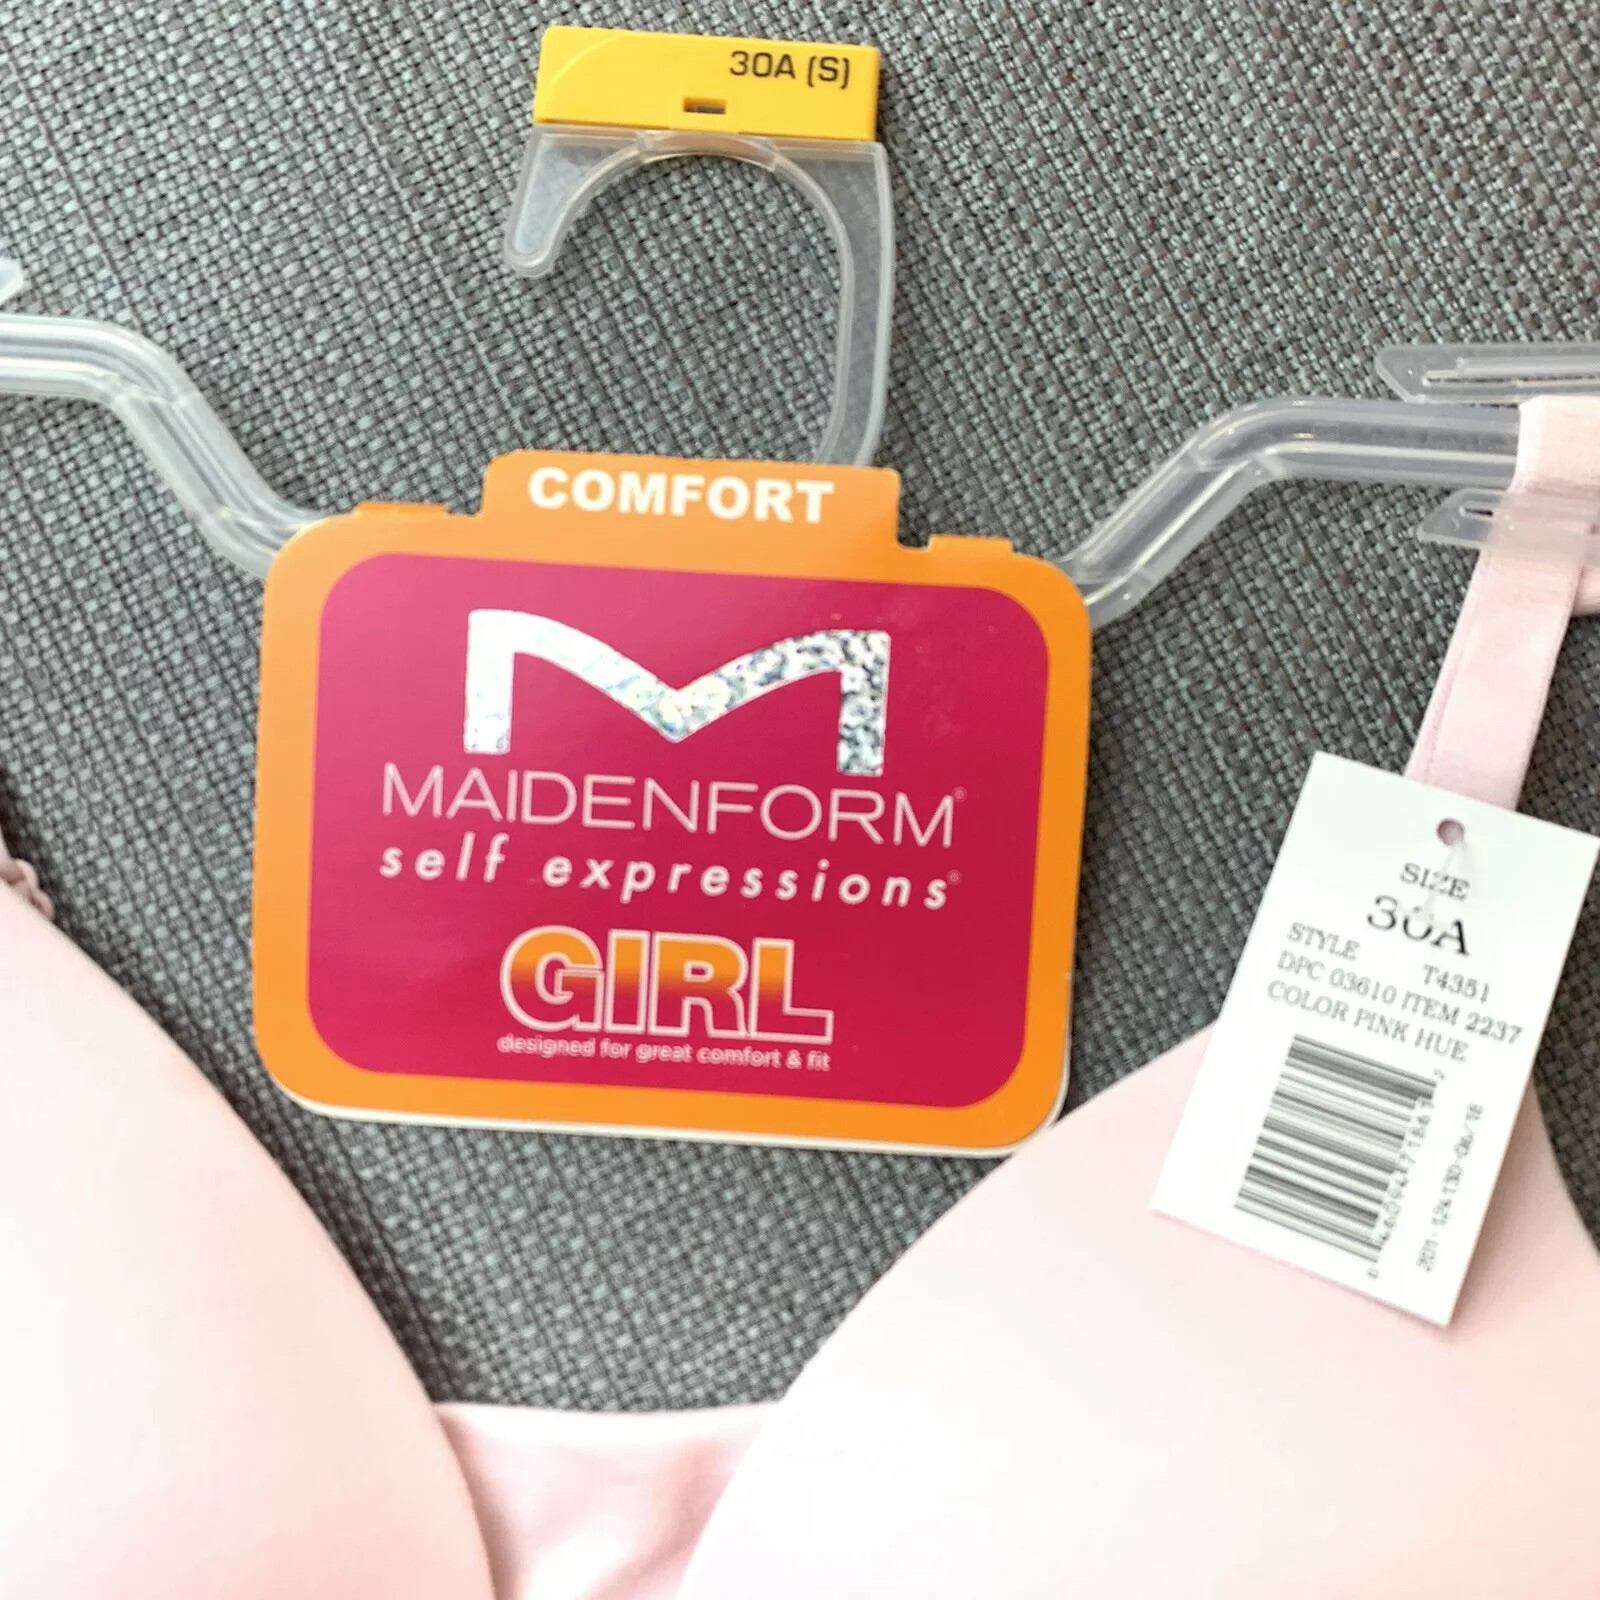 30A (S)
COMFORT
MAIDENFORM®
self expressions®
GIRL
designed for great comfort & fit
SIZE
30A
STYLE T4351
DPC 03610 ITEM 2237
COLOR PINK HUE